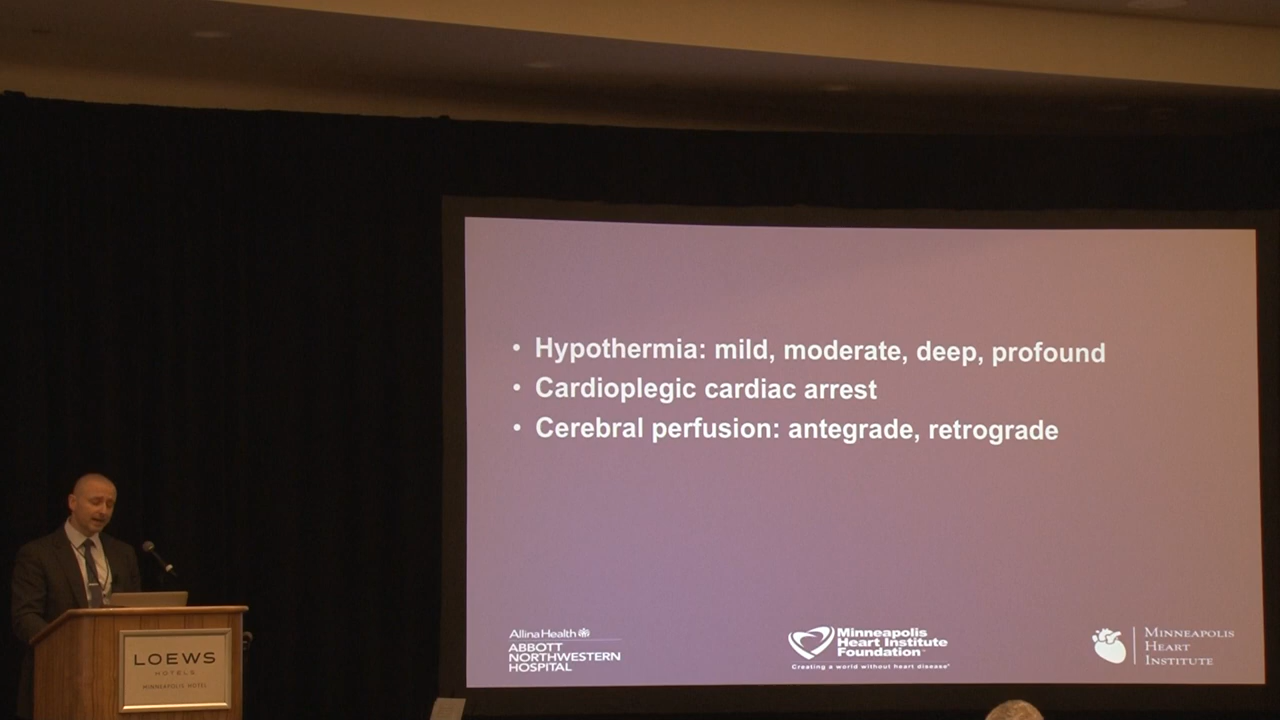 • Hypothermia: mild, moderate, deep, profound
• Cardioplegic cardiac arrest
• Cerebral perfusion: antegrade, retrograde
Allina Health
ABBOTT
NORTHWESTERN
HOSPITAL
Minneapolis
Heart Institute
Foundation™
Creating a world without heart disease®
MINNEAPOLIS
HEART
INSTITUTE
LOEWS
HOTELS
MINNEAPOLIS HOTEL